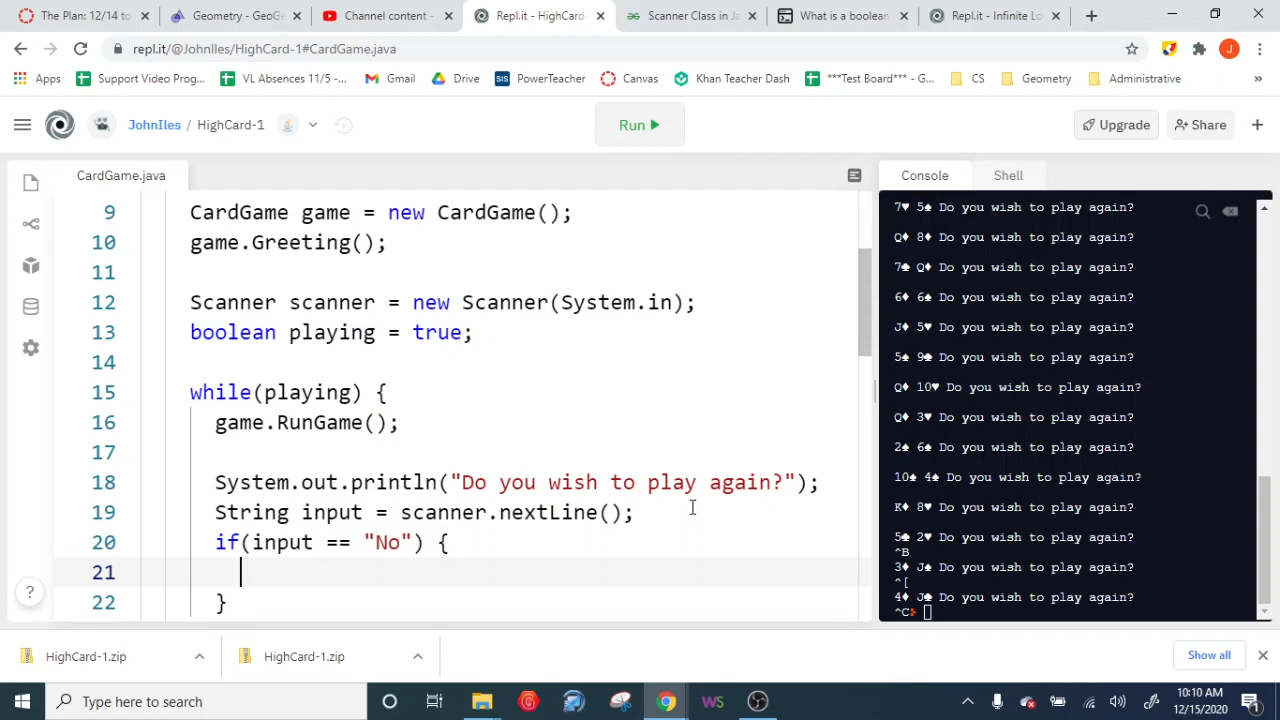 The Plan: 12/14 to
Geometry - GeoGe
Channel content -
Repl.it - HighCard
Scanner Class in Ja
What is a boolean
Repl.it - Infinite Lo
repl.it/@JohnIles/HighCard-1#CardGame.java
J
Apps
Support Video Prog...
VL Absences 11/5 -...
Gmail
Drive
SIS
PowerTeacher
Canvas
Khan Teacher Dash
***Test Board*** - G...
CS
Geometry
Administrative
»
JohnIles / HighCard-1
Run
Upgrade
Share
CardGame.java
Console
Shell
9 CardGame game = new CardGame();
10 game.Greeting();
11
12 Scanner scanner = new Scanner(System.in);
13 boolean playing = true;
14
15 while(playing) {
16 game.RunGame();
17
18 System.out.println("Do you wish to play again?");
19 String input = scanner.nextLine();
20 if(input == "No") {
21
22 }
7♥ 5♠ Do you wish to play again?
Q♦ 8♦ Do you wish to play again?
7♠ Q♦ Do you wish to play again?
6♦ 6♠ Do you wish to play again?
J♦ 5♥ Do you wish to play again?
5♠ 9♣ Do you wish to play again?
Q♦ 10♥ Do you wish to play again?
Q♦ 3♥ Do you wish to play again?
2♠ 6♠ Do you wish to play again?
10♠ 4♠ Do you wish to play again?
K♦ 8♥ Do you wish to play again?
5♣ 2♥ Do you wish to play again?
^B
3♦ J♠ Do you wish to play again?
^[
4♦ J♣ Do you wish to play again?
^C>
?
HighCard-1.zip
HighCard-1.zip
Show all
Type here to search
WS
10:10 AM
12/15/2020
1